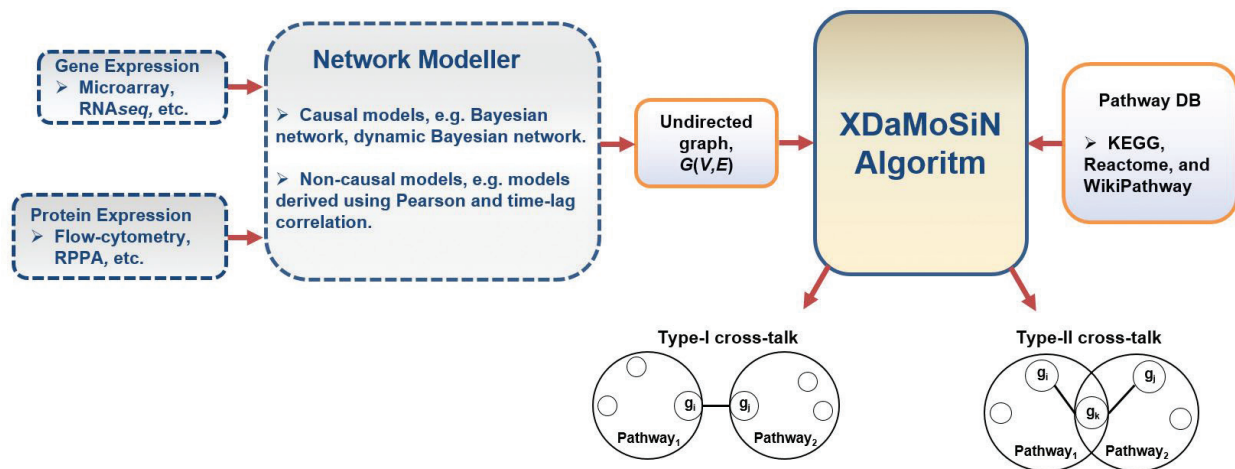 Gene Expression
➢ Microarray,
RNAseq, etc.
Protein Expression
➢ Flow-cytometry,
RPPA, etc.
Network Modeller
➢ Causal models, e.g. Bayesian
network, dynamic Bayesian network.
➢ Non-causal models, e.g. models
derived using Pearson and time-lag
correlation.
Undirected
graph,
G(V,E)
XDaMoSiN
Algoritm
Pathway DB
➢ KEGG,
Reactome, and
WikiPathway
Type-I cross-talk
gᵢ
gⱼ
Pathway₁
Pathway₂
Type-II cross-talk
gᵢ
gⱼ
gₖ
Pathway₁
Pathway₂